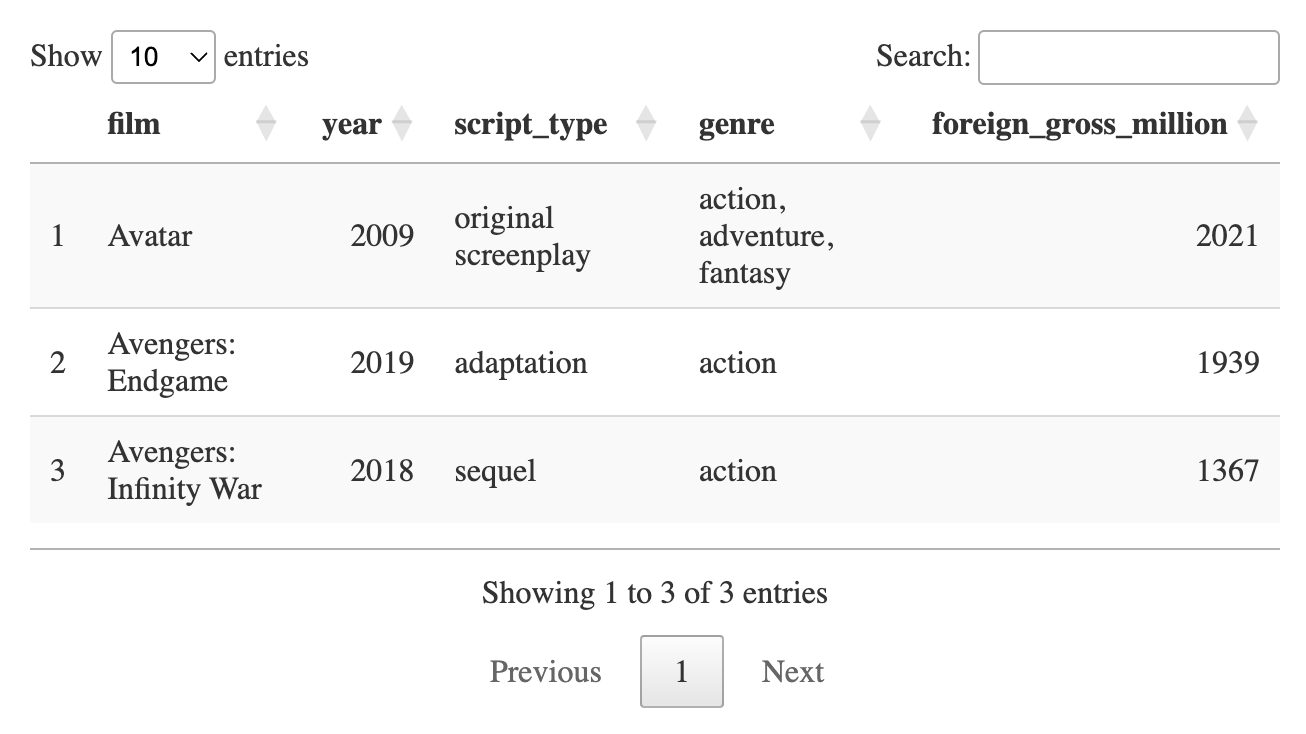 Show 10 entries Search:
film year script_type genre foreign_gross_million
1 Avatar 2009 original screenplay action, adventure, fantasy 2021
2 Avengers: Endgame 2019 adaptation action 1939
3 Avengers: Infinity War 2018 sequel action 1367
Showing 1 to 3 of 3 entries
Previous 1 Next